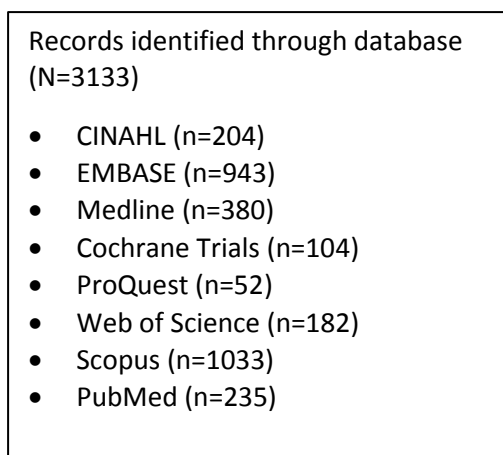 Records identified through database
(N=3133)
• CINAHL (n=204)
• EMBASE (n=943)
• Medline (n=380)
• Cochrane Trials (n=104)
• ProQuest (n=52)
• Web of Science (n=182)
• Scopus (n=1033)
• PubMed (n=235)